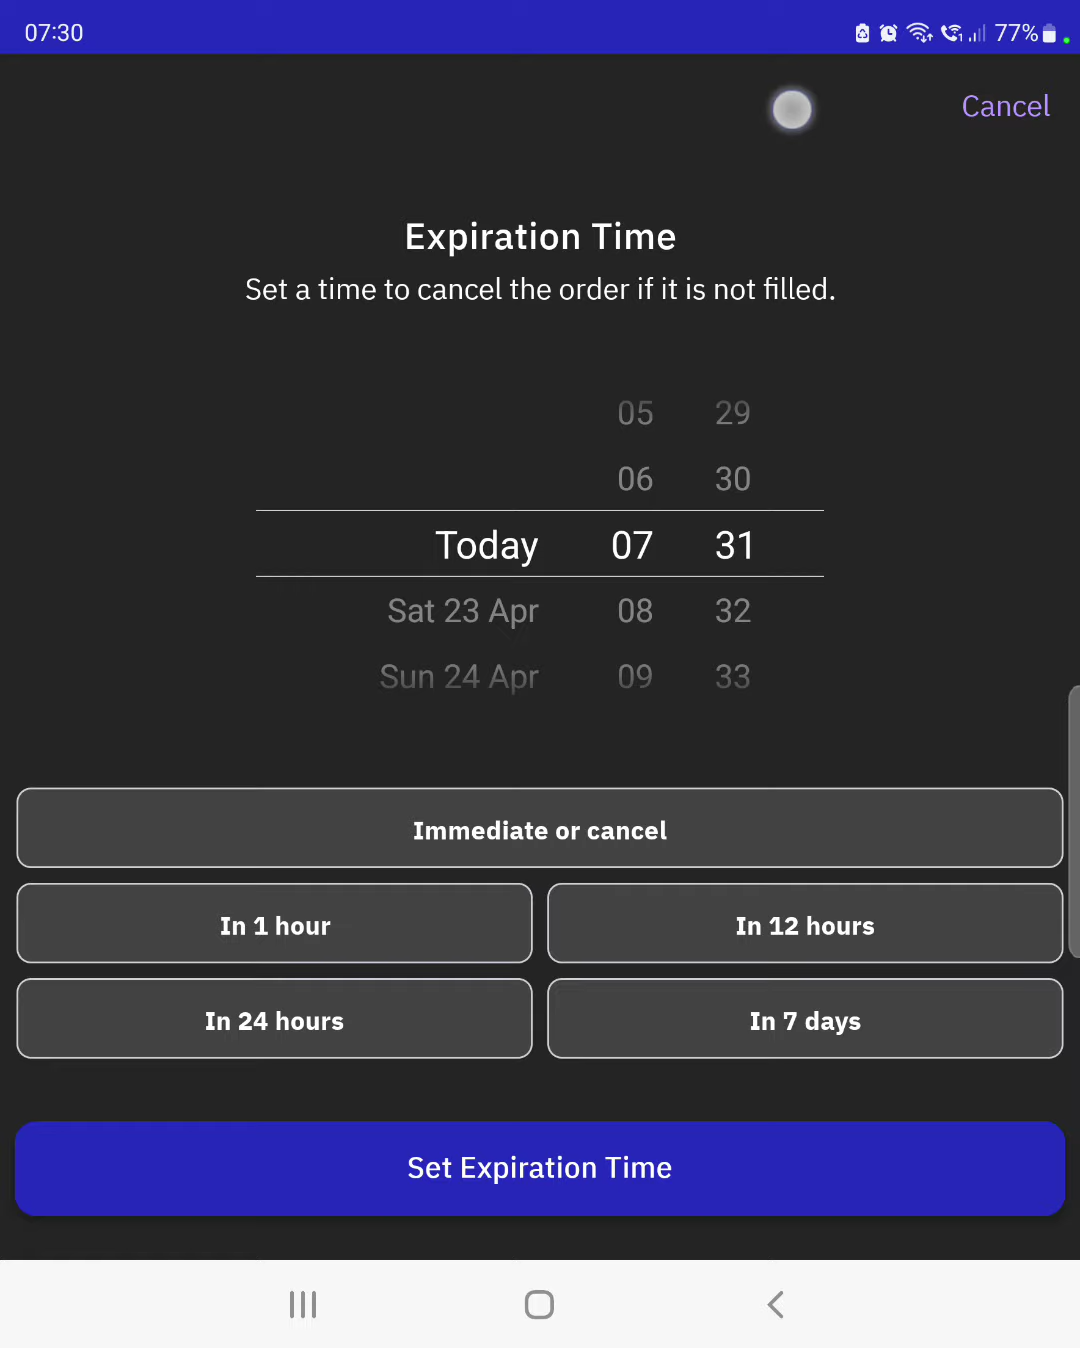 07:30
77%
Cancel
Expiration Time
Set a time to cancel the order if it is not filled.
05 29
06 30
Today 07 31
Sat 23 Apr 08 32
Sun 24 Apr 09 33
Immediate or cancel
In 1 hour
In 12 hours
In 24 hours
In 7 days
Set Expiration Time